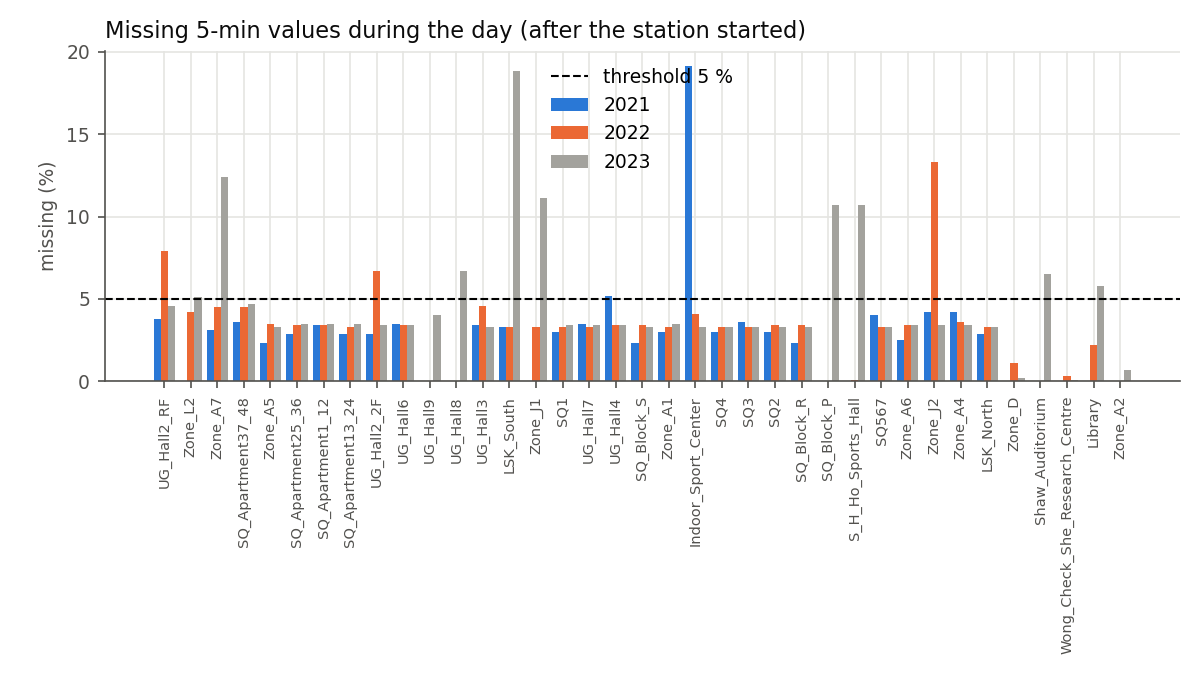 Missing 5-min values during the day (after the station started)
missing (%)
20
15
10
5
0
threshold 5 %
2021
2022
2023
UG_Hall2_RF
Zone_L2
Zone_A7
SQ_Apartment37_48
Zone_A5
SQ_Apartment25_36
SQ_Apartment1_12
SQ_Apartment13_24
UG_Hall2_2F
UG_Hall6
UG_Hall9
UG_Hall8
UG_Hall3
LSK_South
Zone_J1
SQ1
UG_Hall7
UG_Hall4
SQ_Block_S
Zone_A1
Indoor_Sport_Center
SQ4
SQ3
SQ2
SQ_Block_R
SQ_Block_P
S_H_Ho_Sports_Hall
SQ567
Zone_A6
Zone_J2
Zone_A4
LSK_North
Zone_D
Shaw_Auditorium
Wong_Check_She_Research_Centre
Library
Zone_A2